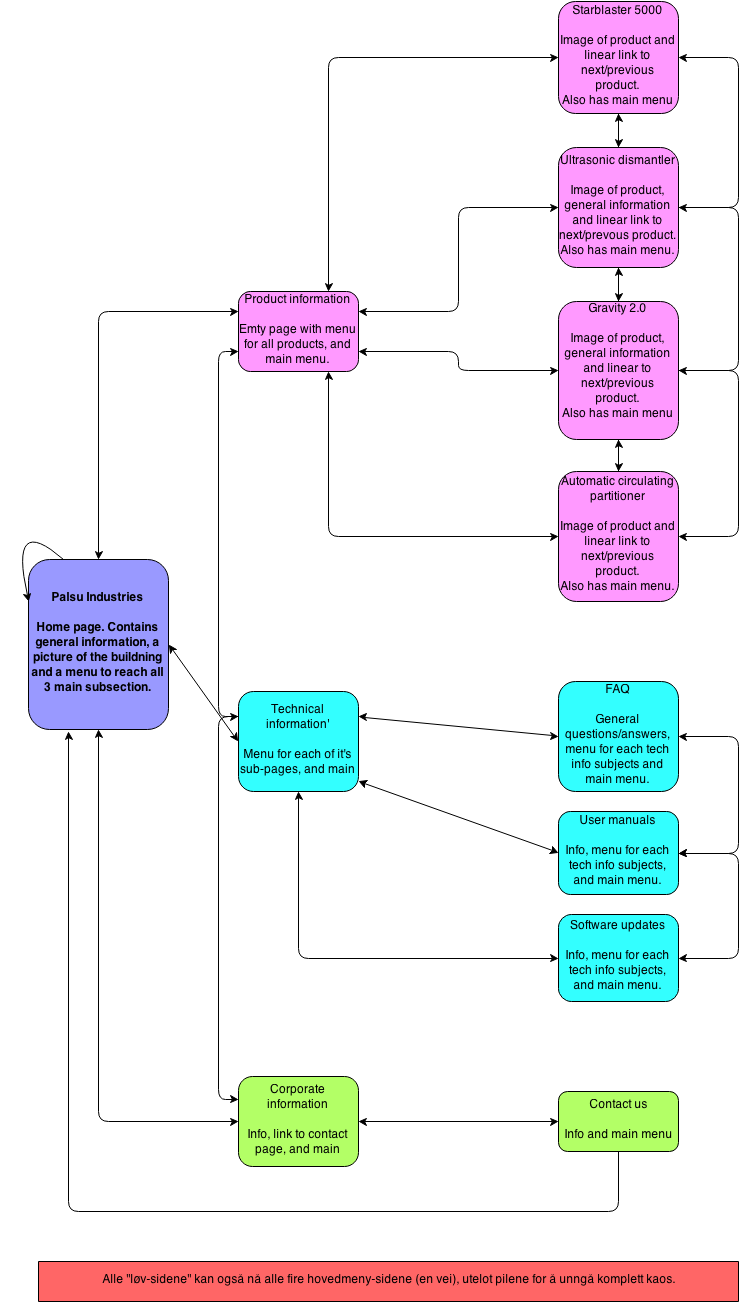 Starblaster 5000
Image of product and
linear link to
next/previous
product.
Also has main menu
Ultrasonic dismantler
Image of product,
general information
and linear link to
next/prevous product.
Also has main menu.
Product information
Emty page with menu
for all products, and
main menu.
Gravity 2.0
Image of product,
general information
and linear to
next/previous
product.
Also has main menu
Automatic circulating
partitioner
Image of product and
linear link to
next/previous
product.
Also has main menu.
Palsu Industries
Home page. Contains
general information, a
picture of the buildning
and a menu to reach all
3 main subsection.
Technical
information'
Menu for each of it's
sub-pages, and main
FAQ
General
questions/answers,
menu for each tech
info subjects and
main menu.
User manuals
Info, menu for each
tech info subjects,
and main menu.
Software updates
Info, menu for each
tech info subjects,
and main menu.
Corporate
information
Info, link to contact
page, and main
Contact us
Info and main menu
Alle "løv-sidene" kan også nå alle fire hovedmeny-sidene (en vei), utelot pilene for å unngå komplett kaos.